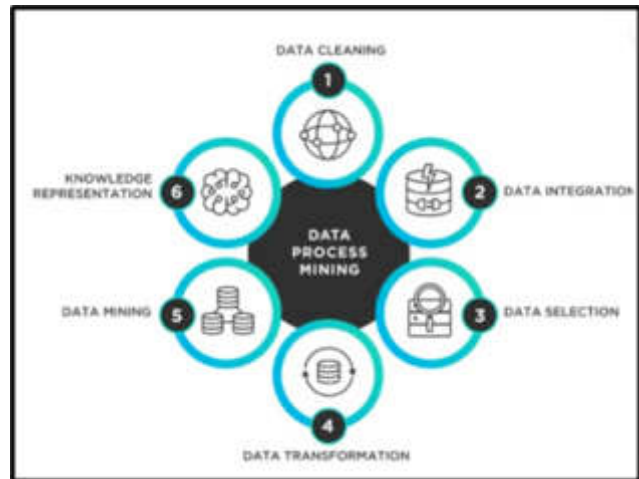 DATA CLEANING
1
2
DATA INTEGRATION
3
DATA SELECTION
4
DATA TRANSFORMATION
5
DATA MINING
6
KNOWLEDGE
REPRESENTATION
DATA
PROCESS
MINING